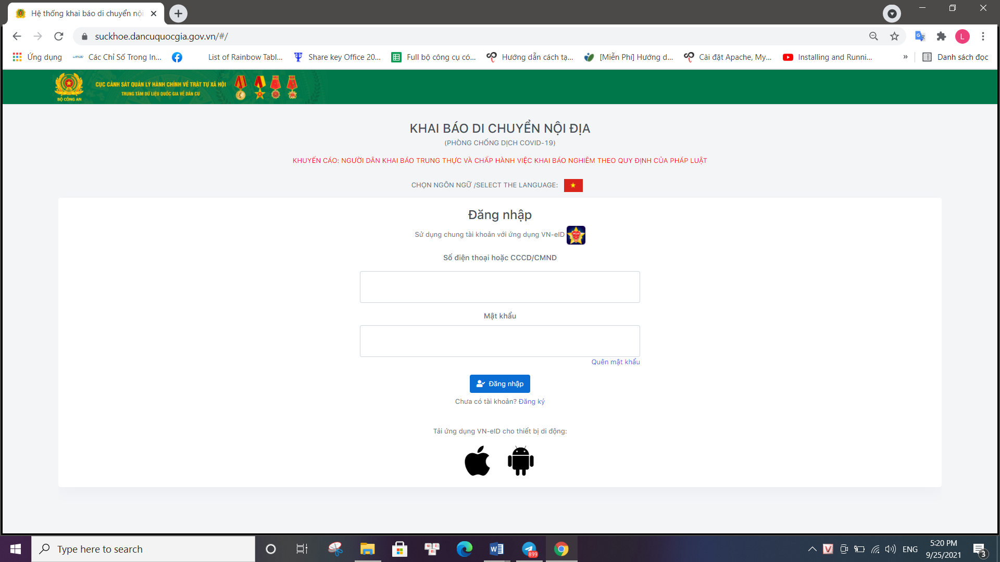 Hệ thống khai báo di chuyển nội
suckhoe.dancuquocgia.gov.vn/#/
Ứng dụng
Các Chỉ Số Trong In...
List of Rainbow Tabl...
Share key Office 20...
Full bộ công cụ có...
Hướng dẫn cách tạ...
[Miễn Phí] Hướng d...
Cài đặt Apache, My...
Installing and Runni...
»
Danh sách đọc
L
BỘ CÔNG AN
CỤC CẢNH SÁT QUẢN LÝ HÀNH CHÍNH VỀ TRẬT TỰ XÃ HỘI
TRUNG TÂM DỮ LIỆU QUỐC GIA VỀ DÂN CƯ
KHAI BÁO DI CHUYỂN NỘI ĐỊA
(PHÒNG CHỐNG DỊCH COVID-19)
KHUYẾN CÁO: NGƯỜI DÂN KHAI BÁO TRUNG THỰC VÀ CHẤP HÀNH VIỆC KHAI BÁO NGHIÊM THEO QUY ĐỊNH CỦA PHÁP LUẬT
CHỌN NGÔN NGỮ /SELECT THE LANGUAGE:
Đăng nhập
Sử dụng chung tài khoản với ứng dụng VN-eID
Số điện thoại hoặc CCCD/CMND
Mật khẩu
Quên mật khẩu
Đăng nhập
Chưa có tài khoản? Đăng ký
Tải ứng dụng VN-eID cho thiết bị di động:
Type here to search
899
ENG
5:20 PM
9/25/2021
3